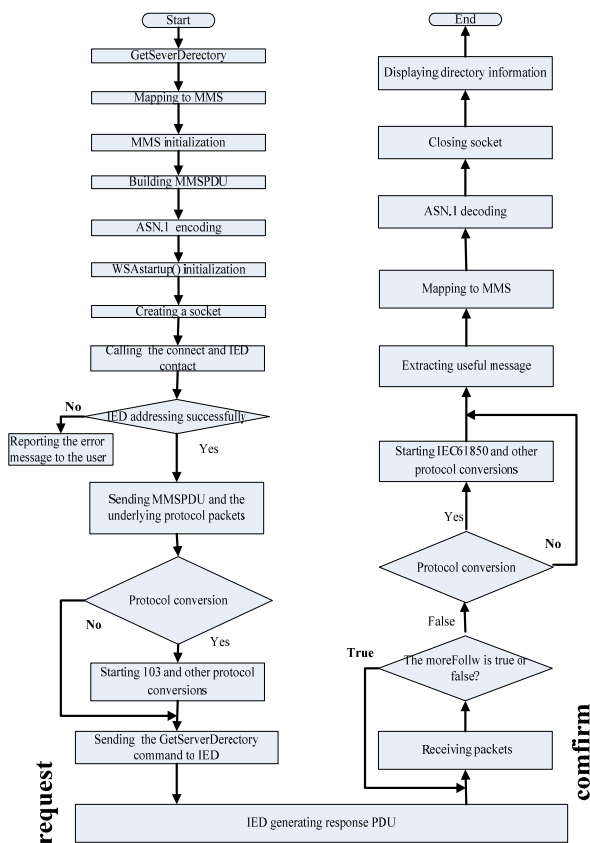 Start
GetSeverDerectory
Mapping to MMS
MMS initialization
Building MMSPDU
ASN.1 encoding
WSAstartup() initialization
Creating a socket
Calling the connect and IED
contact
IED addressing successfully
No
Reporting the error
message to the user
Yes
Sending MMSPDU and the
underlying protocol packets
Protocol conversion
No
Yes
Starting 103 and other protocol
conversions
Sending the GetServerDerectory
command to IED
request
IED generating response PDU
comfirm
Receiving packets
The moreFollw is true or
false?
True
False
Protocol conversion
No
Yes
Starting IEC61850 and other
protocol conversions
Extracting useful message
Mapping to MMS
ASN.1 decoding
Closing socket
Displaying directory information
End